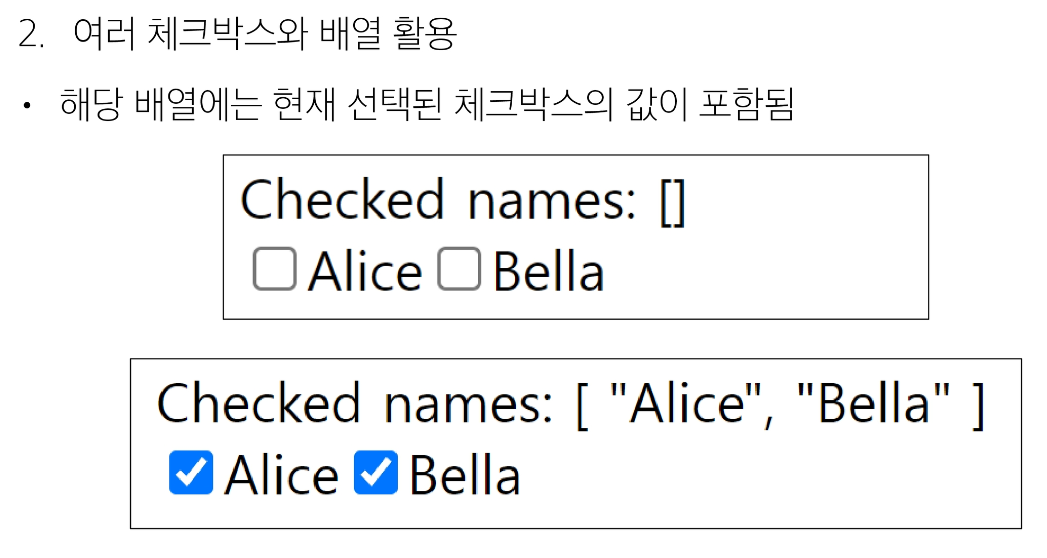 2. 여러 체크박스와 배열 활용
• 해당 배열에는 현재 선택된 체크박스의 값이 포함됨
Checked names: []
Alice Bella
Checked names: [ "Alice", "Bella" ]
Alice Bella